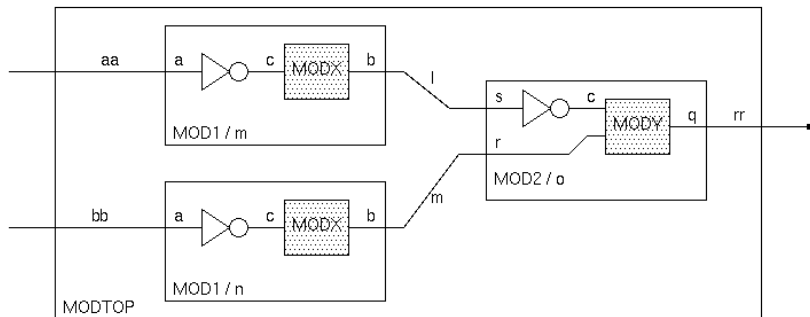 aa a c MODX b l
MOD1 / m
s c MODY q rr
r
MOD2 / o
bb a c MODX b m
MOD1 / n
MODTOP